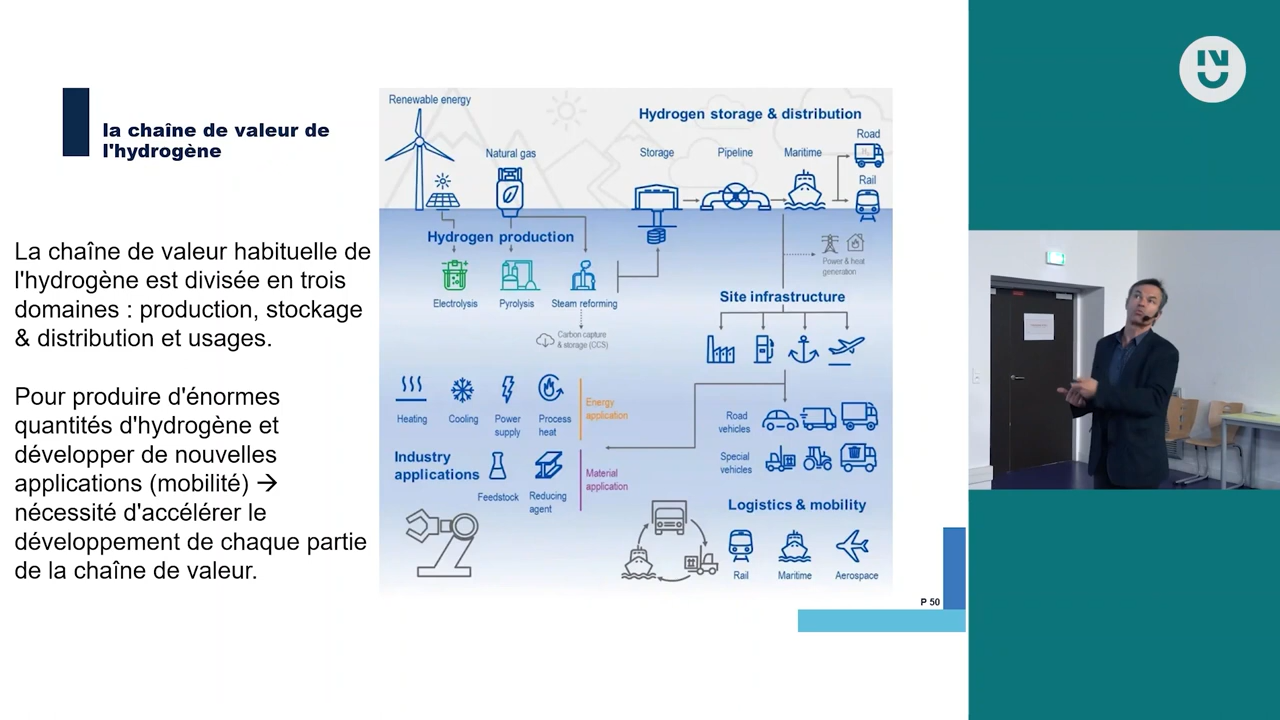 la chaîne de valeur de
l'hydrogène
La chaîne de valeur habituelle de
l'hydrogène est divisée en trois
domaines : production, stockage
& distribution et usages.
Pour produire d'énormes
quantités d'hydrogène et
développer de nouvelles
applications (mobilité) →
nécessité d'accélérer le
développement de chaque partie
de la chaîne de valeur.
Renewable energy
Natural gas
Hydrogen storage & distribution
Storage
Pipeline
Maritime
Road
H₂
Rail
Hydrogen production
Electrolysis
Pyrolysis
Steam reforming
Carbon capture
& storage (CCS)
Power & heat
generation
Site infrastructure
Heating
Cooling
Power
supply
Process
heat
Energy
application
Industry
applications
Feedstock
Reducing
agent
Material
application
Road
vehicles
Special
vehicles
Logistics & mobility
Rail
Maritime
Aerospace
P 50
INU